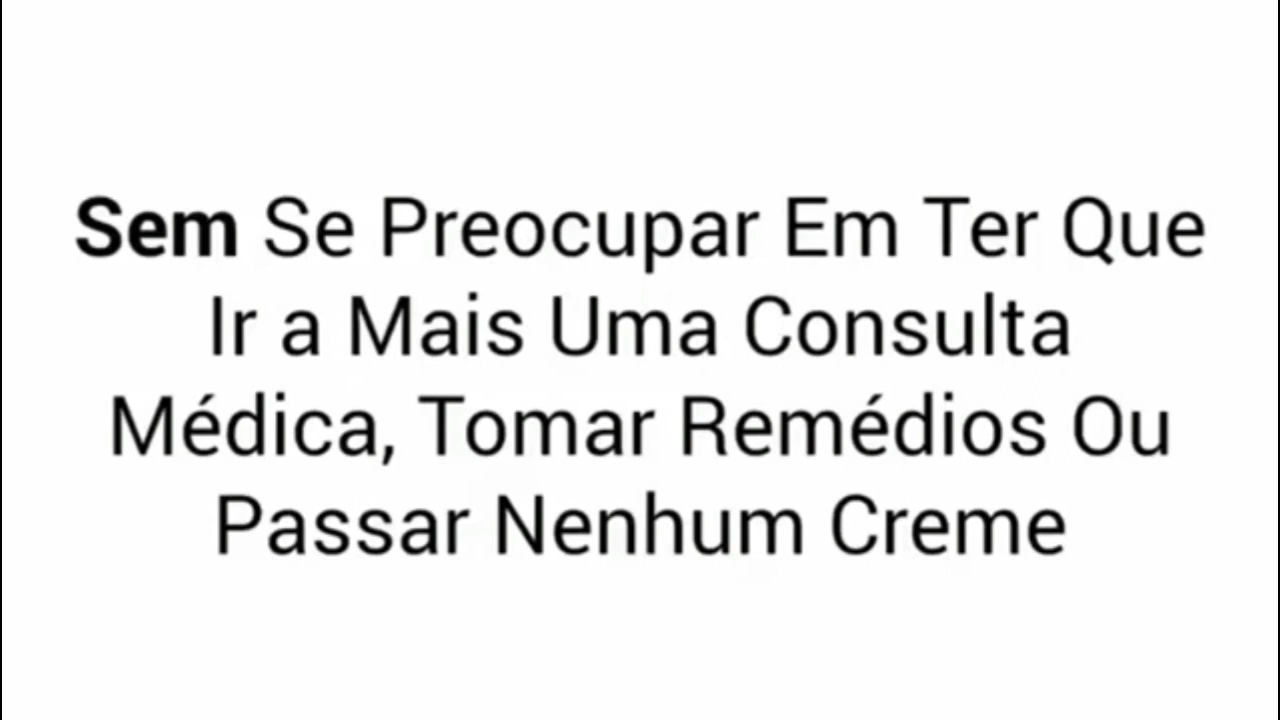 Sem Se Preocupar Em Ter Que
Ir a Mais Uma Consulta
Médica, Tomar Remédios Ou
Passar Nenhum Creme